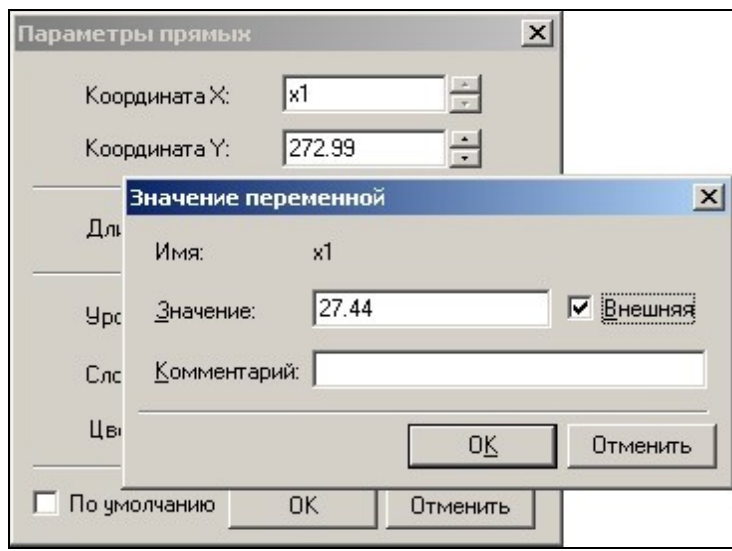 Параметры прямых
Координата X: x1
Координата Y: 272.99
Значение переменной
Имя: x1
Значение: 27.44 Внешняя
Комментарий:
OK Отменить
По умолчанию OK Отменить